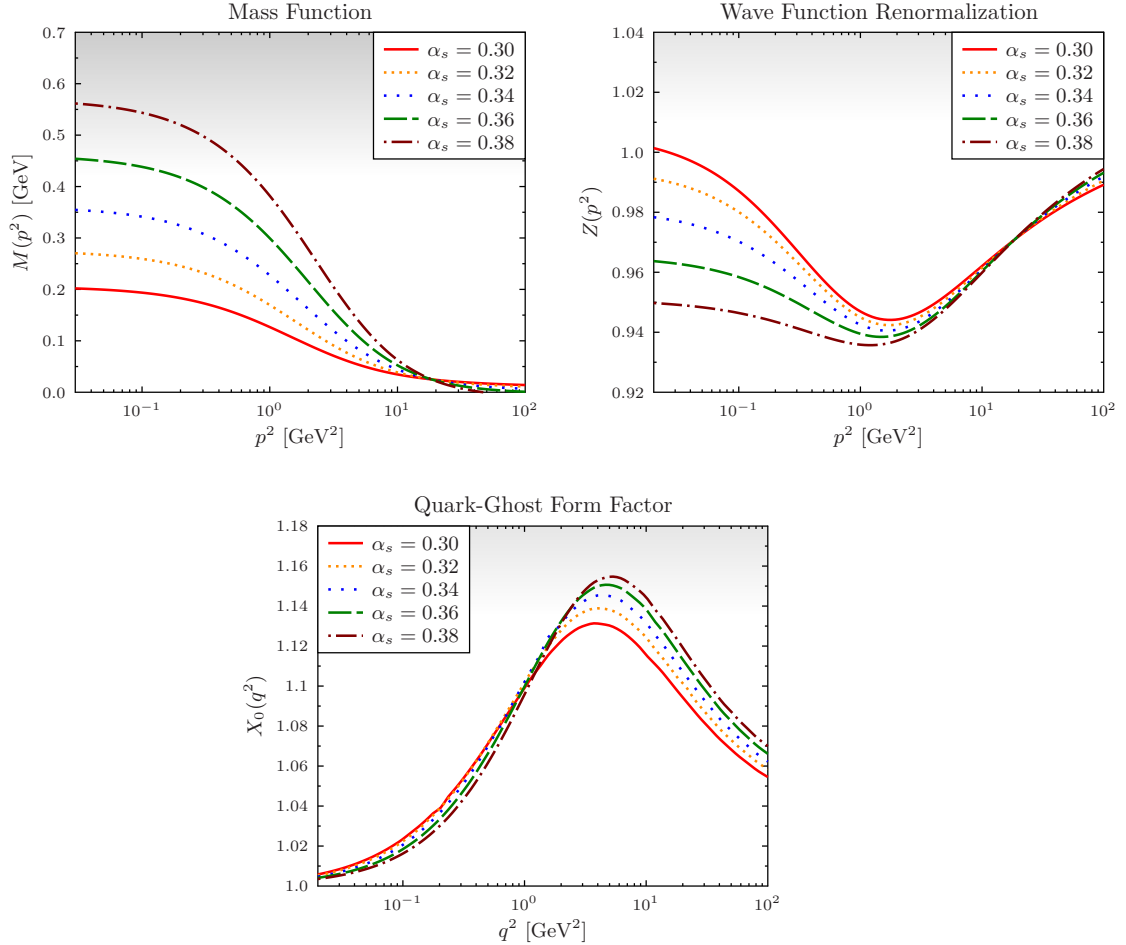 Mass Function
M(p²) [GeV]
0.7
0.6
0.5
0.4
0.3
0.2
0.1
0.0
10⁻¹
10⁰
10¹
10²
p² [GeV²]
αₛ = 0.30
αₛ = 0.32
αₛ = 0.34
αₛ = 0.36
αₛ = 0.38
Wave Function Renormalization
Z(p²)
1.04
1.02
1.0
0.98
0.96
0.94
0.92
10⁻¹
10⁰
10¹
10²
p² [GeV²]
αₛ = 0.30
αₛ = 0.32
αₛ = 0.34
αₛ = 0.36
αₛ = 0.38
Quark-Ghost Form Factor
X₀(q²)
1.18
1.16
1.14
1.12
1.1
1.08
1.06
1.04
1.02
1.0
10⁻¹
10⁰
10¹
10²
q² [GeV²]
αₛ = 0.30
αₛ = 0.32
αₛ = 0.34
αₛ = 0.36
αₛ = 0.38